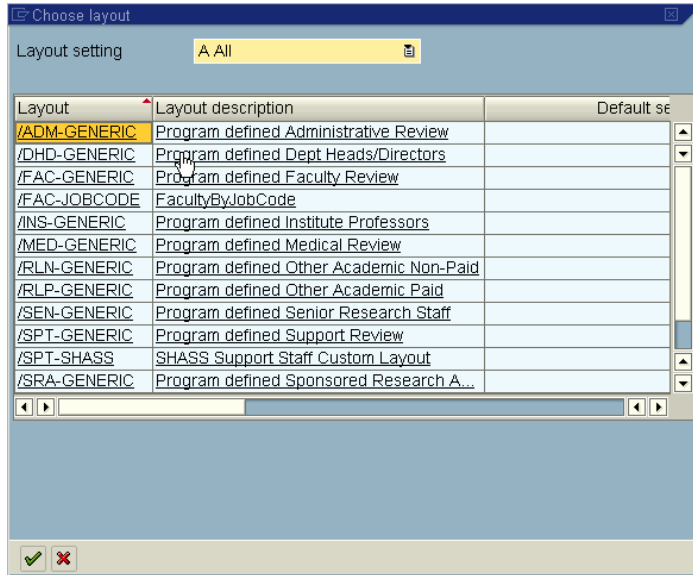 Choose layout
Layout setting A All
Layout Layout description Default se
/ADM-GENERIC Program defined Administrative Review
/DHD-GENERIC Program defined Dept Heads/Directors
/FAC-GENERIC Program defined Faculty Review
/FAC-JOBCODE FacultyByJobCode
/INS-GENERIC Program defined Institute Professors
/MED-GENERIC Program defined Medical Review
/RLN-GENERIC Program defined Other Academic Non-Paid
/RLP-GENERIC Program defined Other Academic Paid
/SEN-GENERIC Program defined Senior Research Staff
/SPT-GENERIC Program defined Support Review
/SPT-SHASS SHASS Support Staff Custom Layout
/SRA-GENERIC Program defined Sponsored Research A...